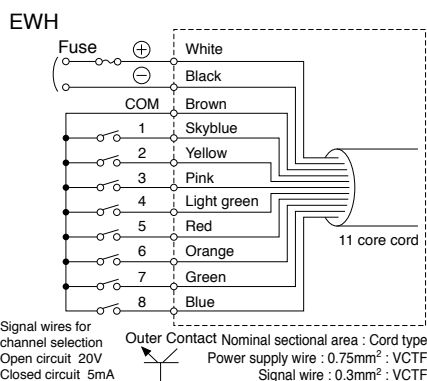 EWH
Fuse ⊕ White
⊖ Black
COM Brown
1 Skyblue
2 Yellow
3 Pink
4 Light green
5 Red
6 Orange
7 Green
8 Blue
11 core cord
Signal wires for
channel selection
Open circuit 20V
Closed circuit 5mA
Outer Contact
Nominal sectional area : Cord type
Power supply wire : 0.75mm² : VCTF
Signal wire : 0.3mm² : VCTF